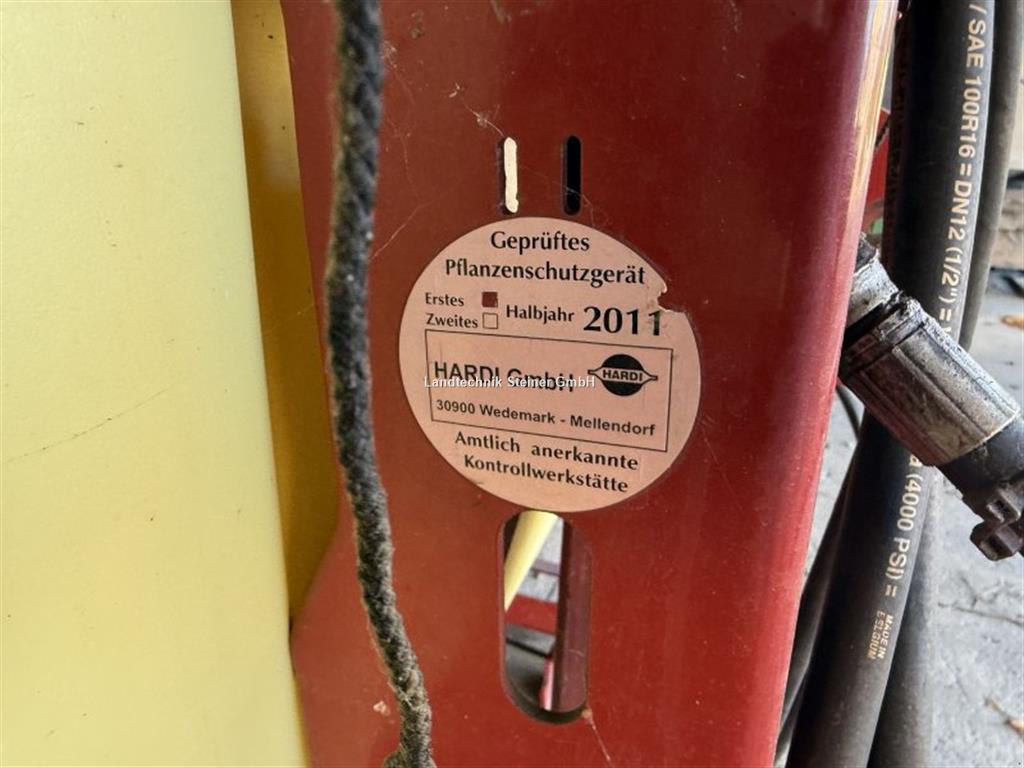 Geprüftes
Pflanzenschutzgerät
Erstes
Zweites
Halbjahr 2011
HARDI GmbH
HARDI
30900 Wedemark - Mellendorf
Amtlich anerkannte
Kontrollwerkstätte
Landtechnik Steiner GmbH
/ SAE 100R16 = DN12 (1/2") =
(4000 PSI) =
MADE IN
BELGIUM